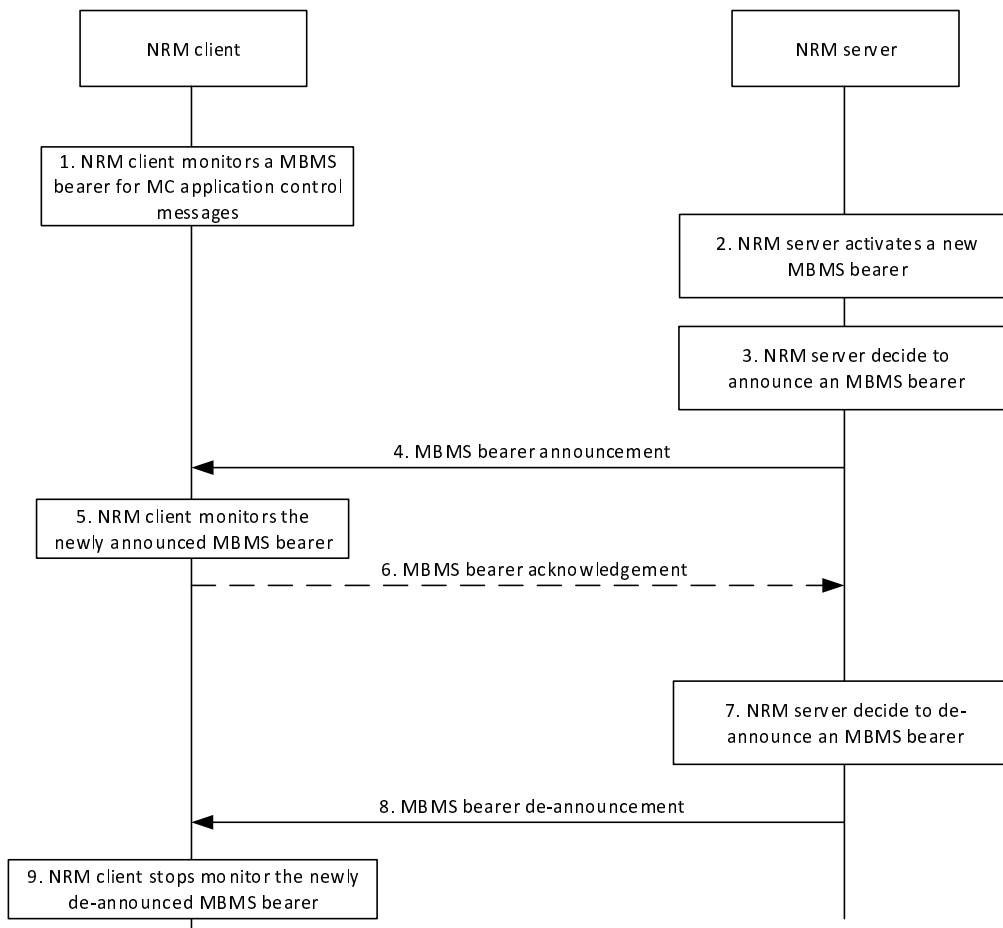 NRM client
NRM server
1. NRM client monitors a MBMS
bearer for MC application control
messages
2. NRM server activates a new
MBMS bearer
3. NRM server decide to
announce an MBMS bearer
4. MBMS bearer announcement
5. NRM client monitors the
newly announced MBMS bearer
6. MBMS bearer acknowledgement
7. NRM server decide to de-
announce an MBMS bearer
8. MBMS bearer de-announcement
9. NRM client stops monitor the newly
de-announced MBMS bearer